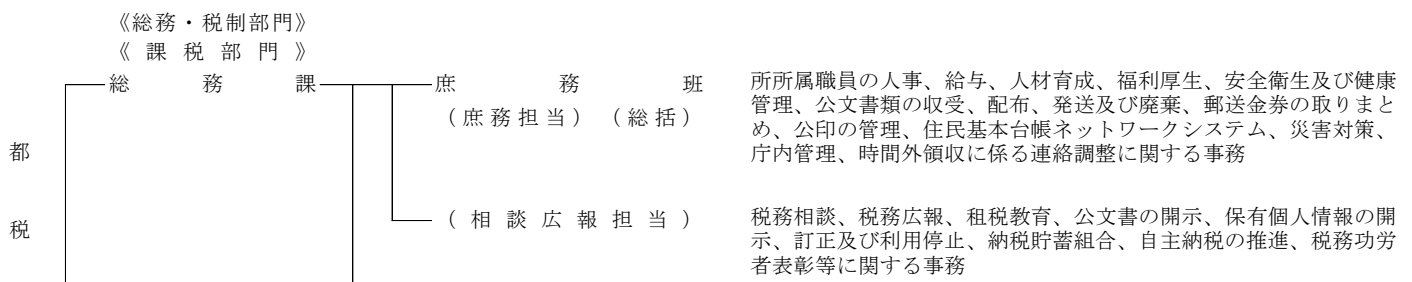 《総務・税制部門》
《課税部門》
総務課
庶務班
(庶務担当)(総括)
所所属職員の人事、給与、人材育成、福利厚生、安全衛生及び健康
管理、公文書類の収受、配布、発送及び廃棄、郵送金券の取りまと
め、公印の管理、住民基本台帳ネットワークシステム、災害対策、
庁内管理、時間外領収に係る連絡調整に関する事務
都
税
(相談広報担当)
税務相談、税務広報、租税教育、公文書の開示、保有個人情報の開
示、訂正及び利用停止、納税貯蓄組合、自主納税の推進、税務功労
者表彰等に関する事務